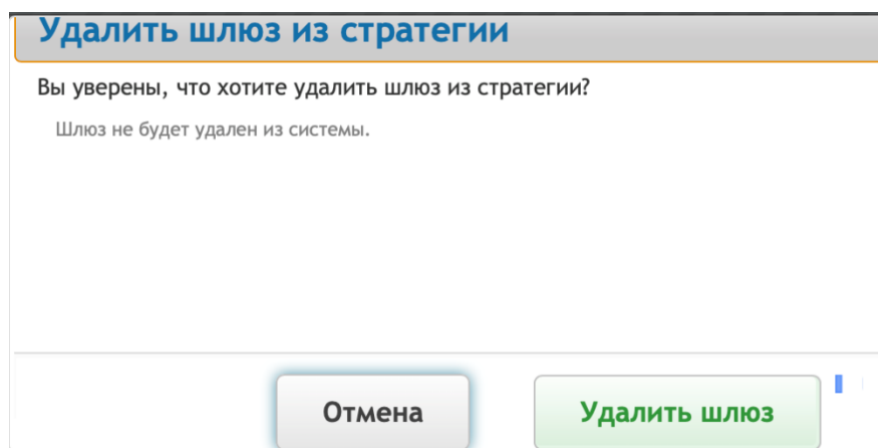 Удалить шлюз из стратегии
Вы уверены, что хотите удалить шлюз из стратегии?
Шлюз не будет удален из системы.
Отмена
Удалить шлюз